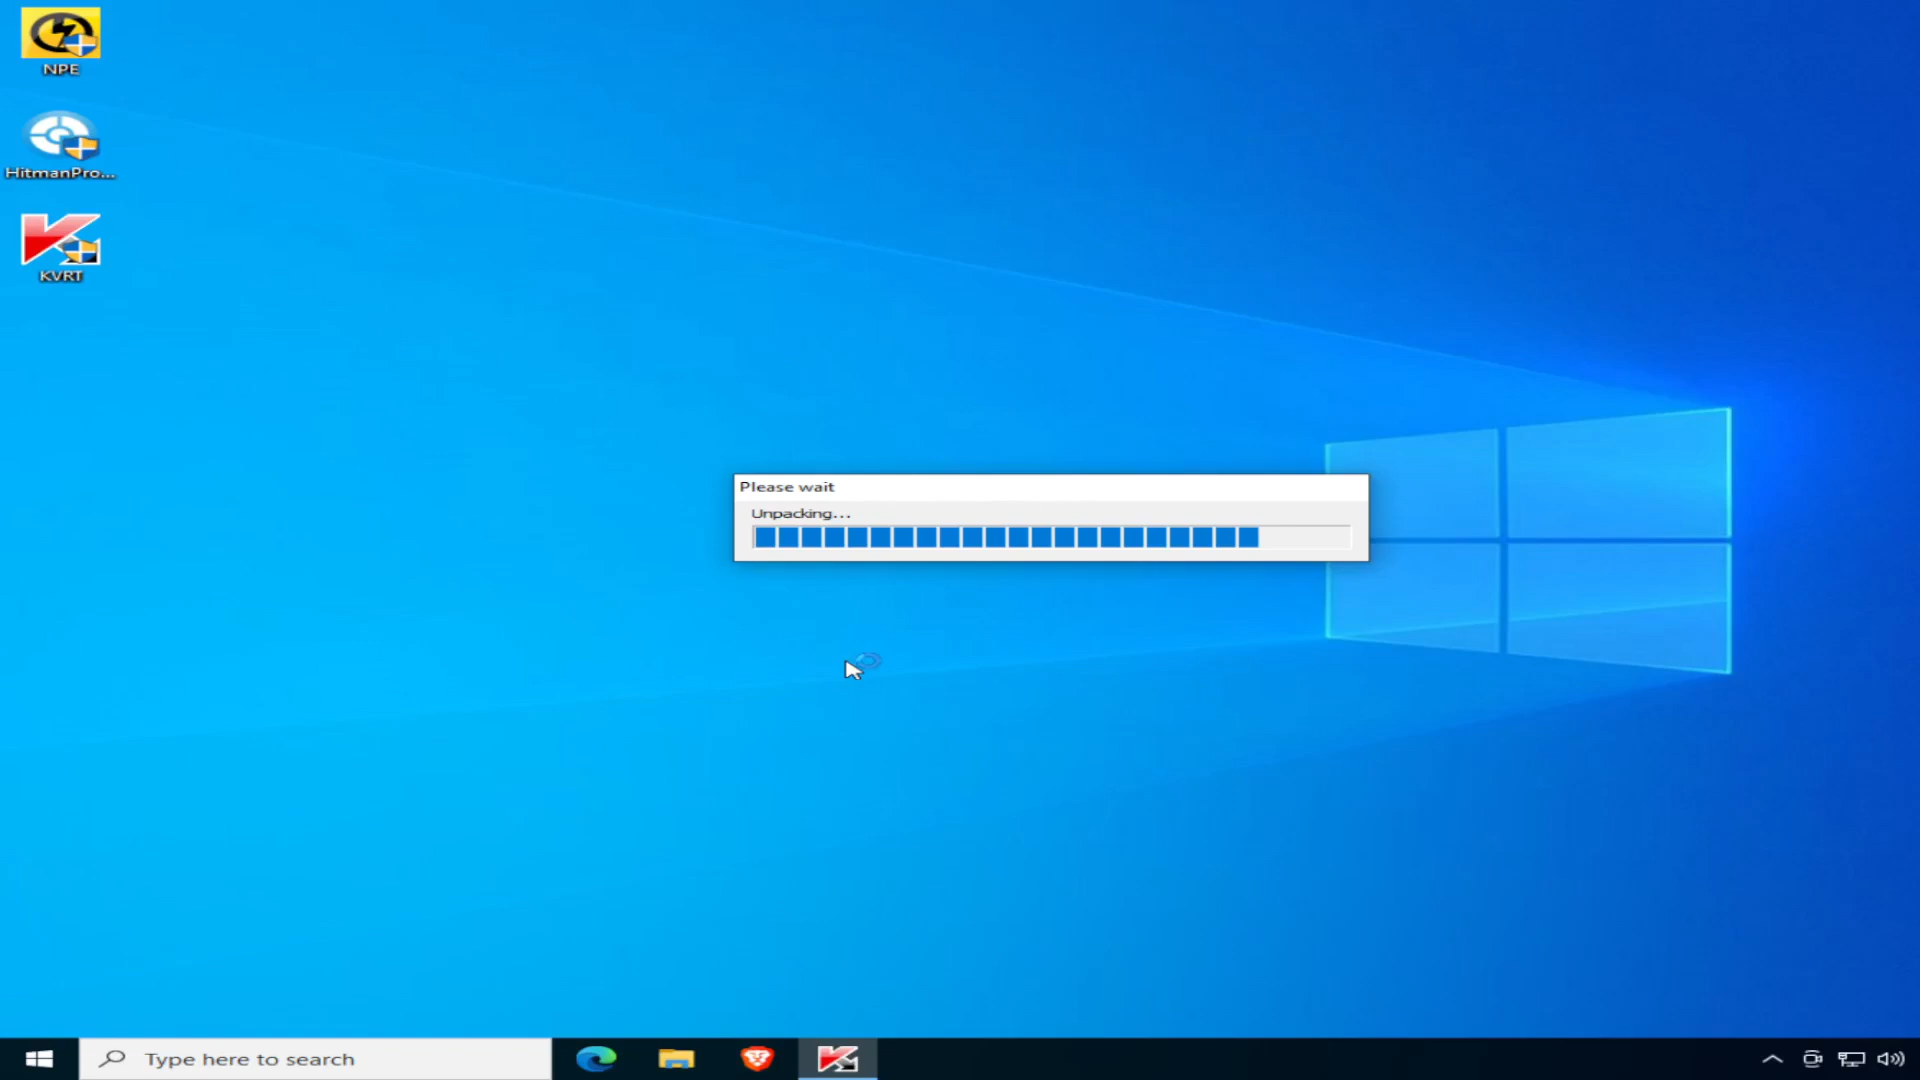 NPE
HitmanPro...
KVRT
Please wait
Unpacking...
Type here to search